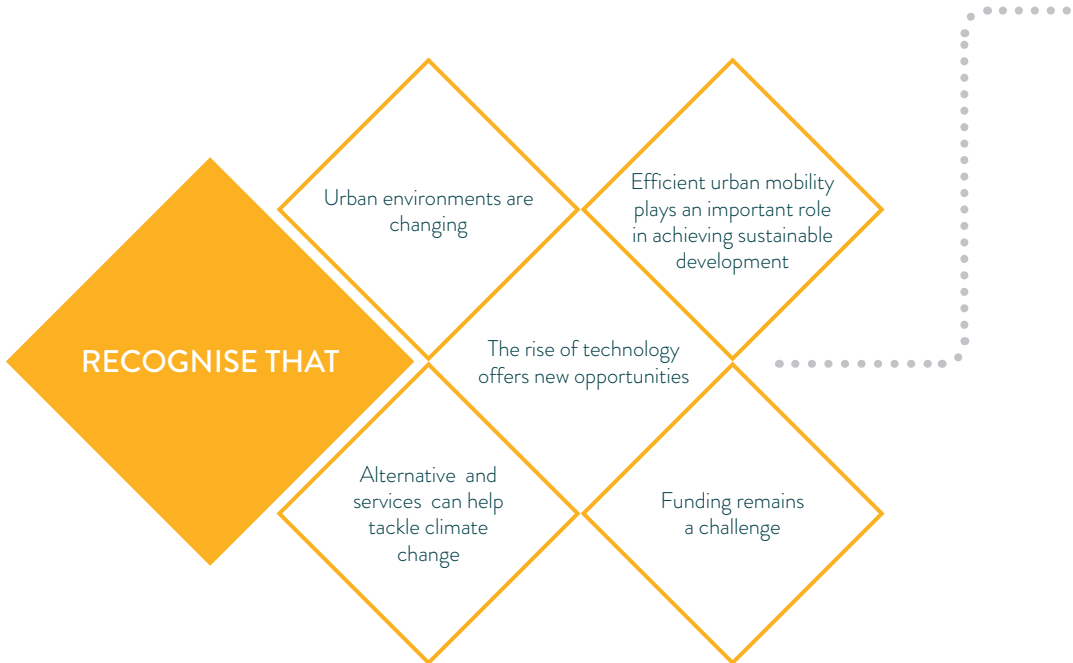 RECOGNISE THAT
Urban environments are
changing
Efficient urban mobility
plays an important role
in achieving sustainable
development
The rise of technology
offers new opportunities
Alternative and
services can help
tackle climate
change
Funding remains
a challenge